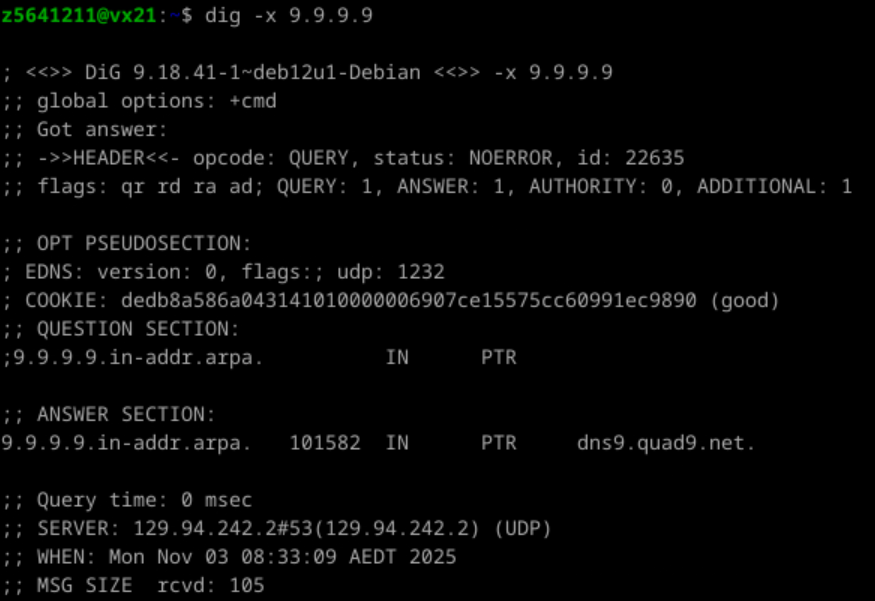 z5641211@vx21:~$ dig -x 9.9.9.9
; <<>> DiG 9.18.41-1~deb12u1-Debian <<>> -x 9.9.9.9
;; global options: +cmd
;; Got answer:
;; ->>HEADER<<- opcode: QUERY, status: NOERROR, id: 22635
;; flags: qr rd ra ad; QUERY: 1, ANSWER: 1, AUTHORITY: 0, ADDITIONAL: 1
;; OPT PSEUDOSECTION:
; EDNS: version: 0, flags:; udp: 1232
; COOKIE: dedb8a586a043141010000006907ce15575cc60991ec9890 (good)
;; QUESTION SECTION:
;9.9.9.9.in-addr.arpa. IN PTR
;; ANSWER SECTION:
9.9.9.9.in-addr.arpa. 101582 IN PTR dns9.quad9.net.
;; Query time: 0 msec
;; SERVER: 129.94.242.2#53(129.94.242.2) (UDP)
;; WHEN: Mon Nov 03 08:33:09 AEDT 2025
;; MSG SIZE rcvd: 105